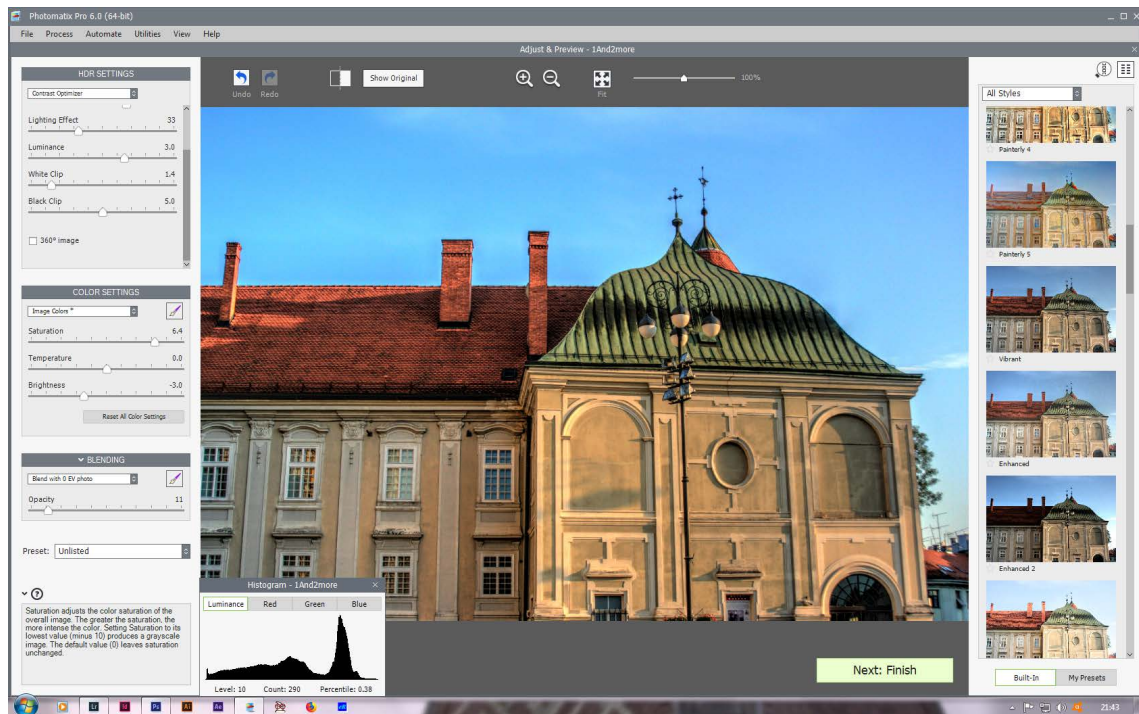 Photomatix Pro 6.0 (64-bit)
File Process Automate Utilities View Help
Adjust & Preview - 1And2more
HDR SETTINGS
Contrast Optimizer
Lighting Effect 33
Luminance 3.0
White Clip 1.4
Black Clip 5.0
360º image
COLOR SETTINGS
Image Colors *
Saturation 6.4
Temperature 0.0
Brightness -3.0
Reset All Color Settings
BLENDING
Blend with 0 EV photo
Opacity 11
Preset: Unlisted
?
Saturation adjusts the color saturation of the
overall image. The greater the saturation, the
more intense the color. Setting Saturation to its
lowest value (minus 10) produces a grayscale
image. The default value (0) leaves saturation
unchanged.
Undo Redo
Show Original
Fit
100%
Histogram - 1And2more
Luminance Red Green Blue
Level: 10 Count: 290 Percentile: 0.38
Next: Finish
All Styles
Painterly 4
Painterly 5
Vibrant
Enhanced
Enhanced 2
Built-In My Presets
Lr Id Ps Ai Ae
21:43